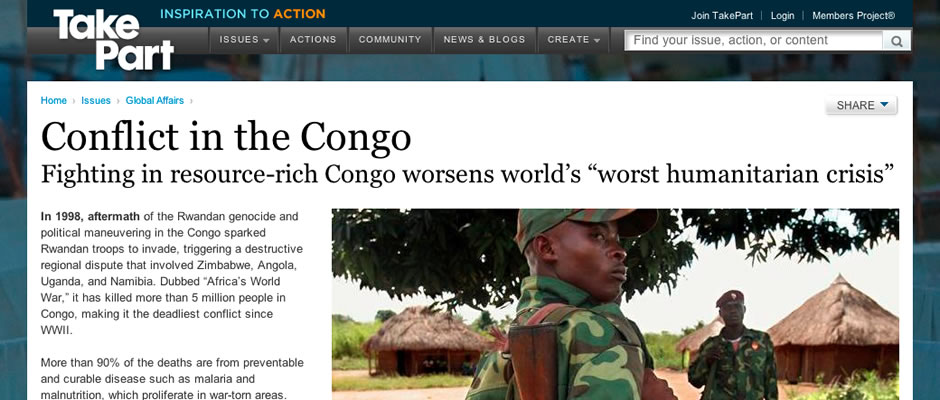 Take
Part
INSPIRATION TO ACTION
Join TakePart | Login | Members Project®
ISSUES ACTIONS COMMUNITY NEWS & BLOGS CREATE
Find your issue, action, or content
Home › Issues › Global Affairs ›
SHARE
Conflict in the Congo
Fighting in resource-rich Congo worsens world’s “worst humanitarian crisis”
In 1998, aftermath of the Rwandan genocide and
political maneuvering in the Congo sparked
Rwandan troops to invade, triggering a destructive
regional dispute that involved Zimbabwe, Angola,
Uganda, and Namibia. Dubbed “Africa’s World
War,” it has killed more than 5 million people in
Congo, making it the deadliest conflict since
WWII.
More than 90% of the deaths are from preventable
and curable disease such as malaria and
malnutrition, which proliferate in war-torn areas.